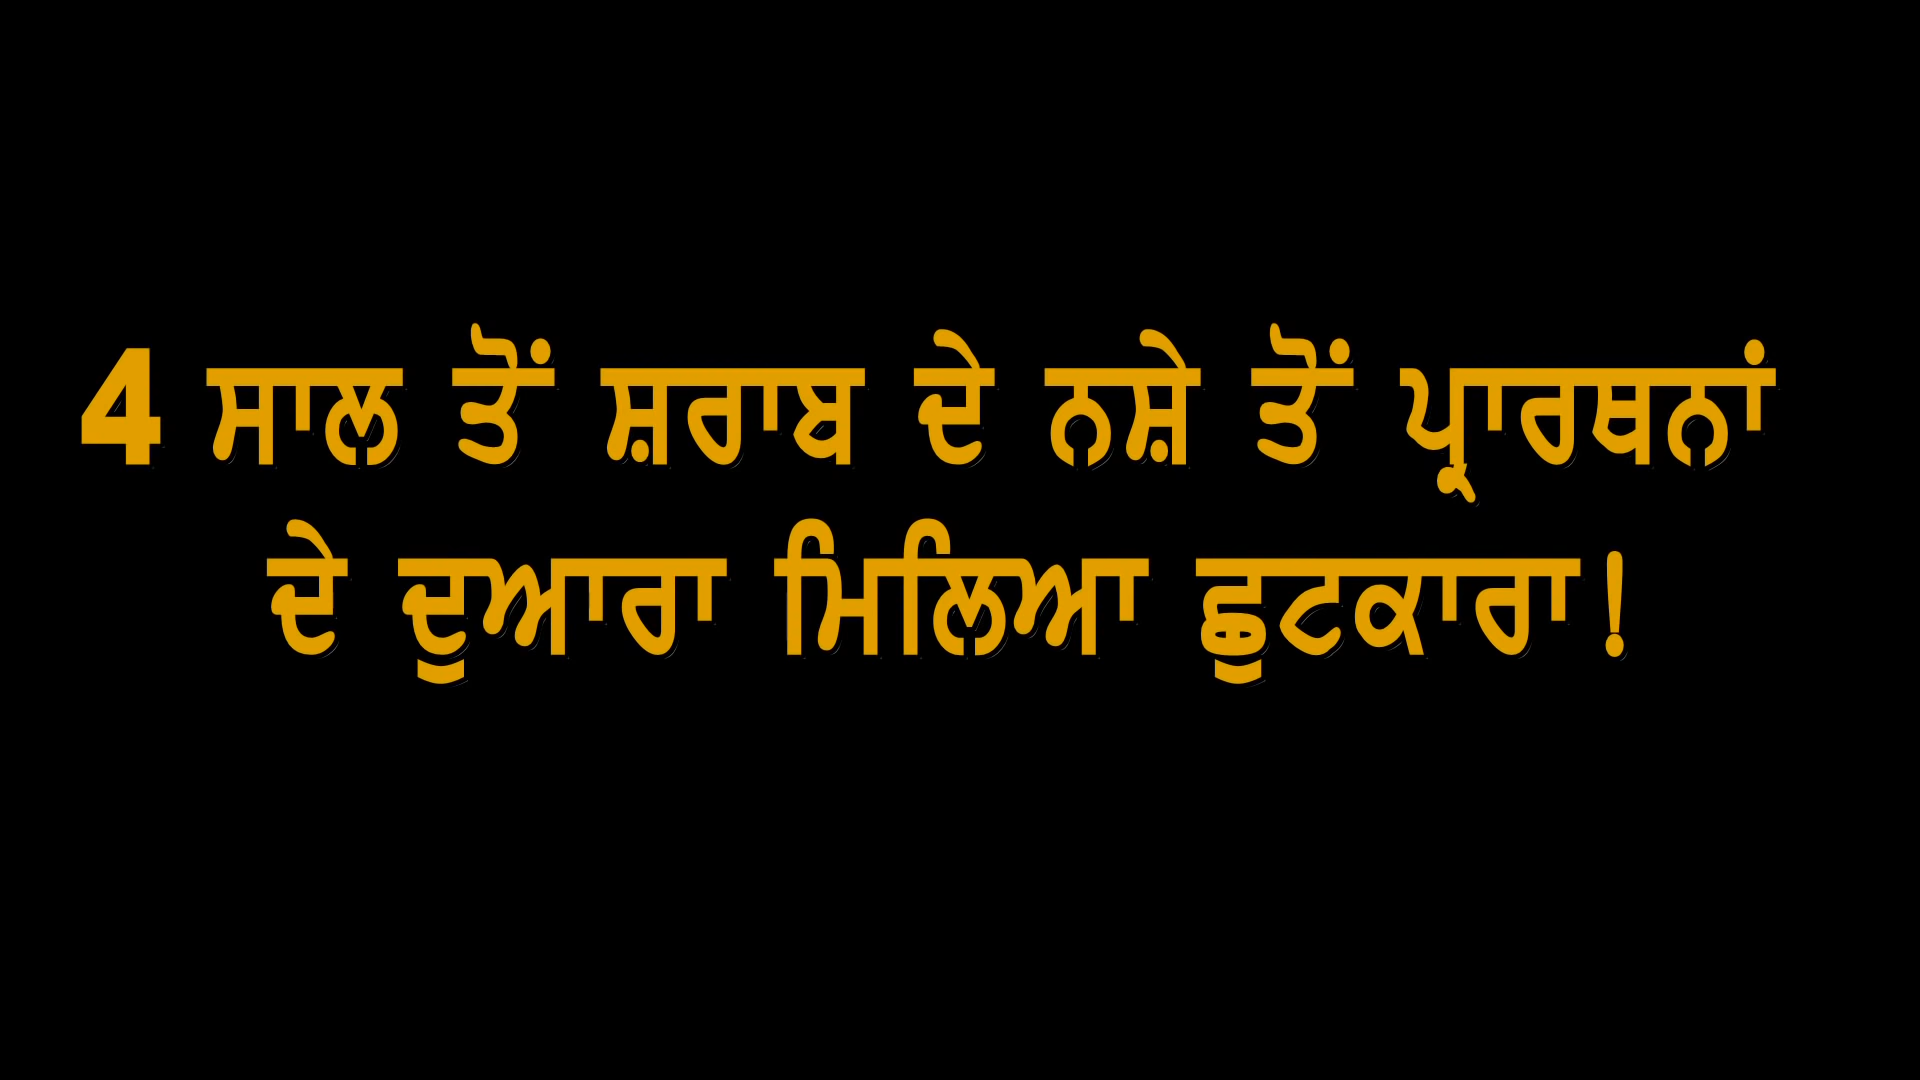 4 ਸਾਲ ਤੋਂ ਸ਼ਰਾਬ ਦੇ ਨਸ਼ੇ ਤੋਂ ਪ੍ਰਾਰਥਨਾਂ
ਦੇ ਦੁਆਰਾ ਮਿਲਿਆ ਛੁਟਕਾਰਾ!